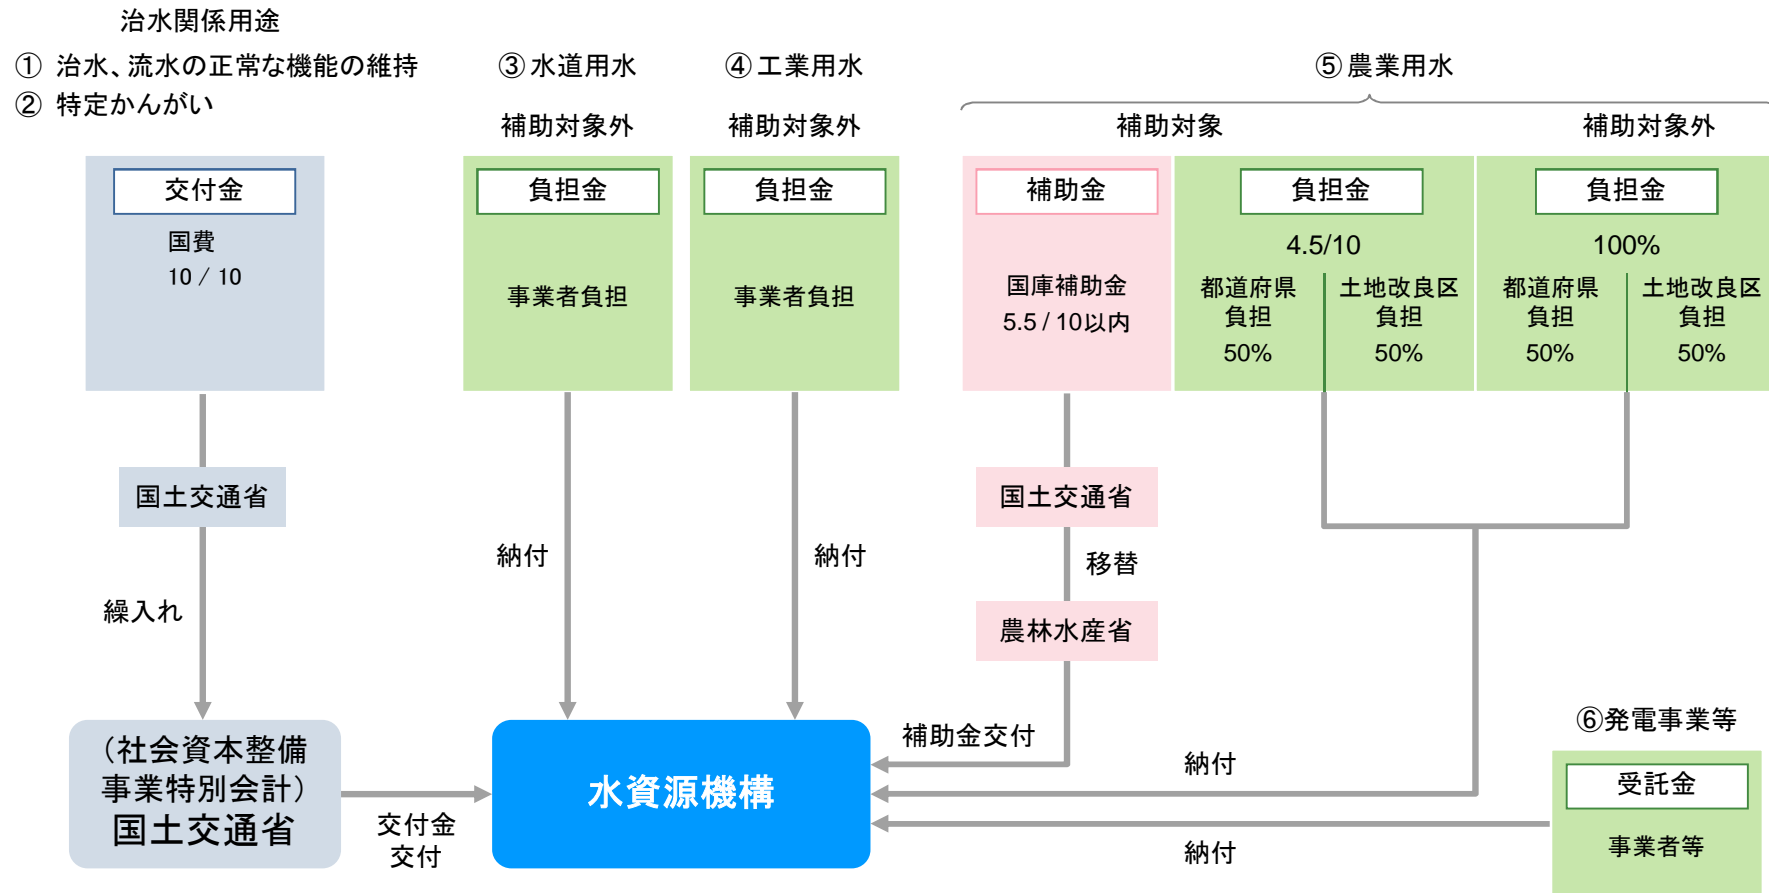 治水関係用途
① 治水、流水の正常な機能の維持
② 特定かんがい
③水道用水
④工業用水
⑤農業用水
補助対象外
補助対象外
補助対象
補助対象外
交付金
国費
10 / 10
負担金
事業者負担
負担金
事業者負担
補助金
国庫補助金
5.5 / 10以内
負担金
4.5/10
都道府県
負担
50%
土地改良区
負担
50%
負担金
100%
都道府県
負担
50%
土地改良区
負担
50%
国土交通省
国土交通省
納付
納付
移替
繰入れ
農林水産省
(社会資本整備
事業特別会計)
国土交通省
交付金
交付
水資源機構
補助金交付
納付
納付
⑥発電事業等
受託金
事業者等